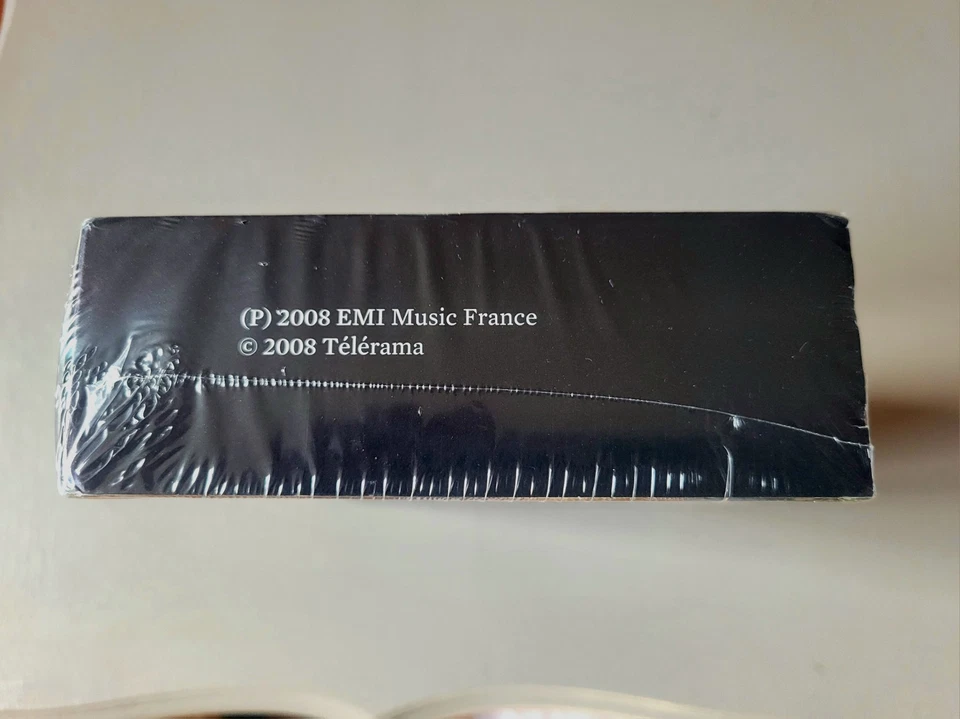 (P) 2008 EMI Music France
© 2008 Télérama